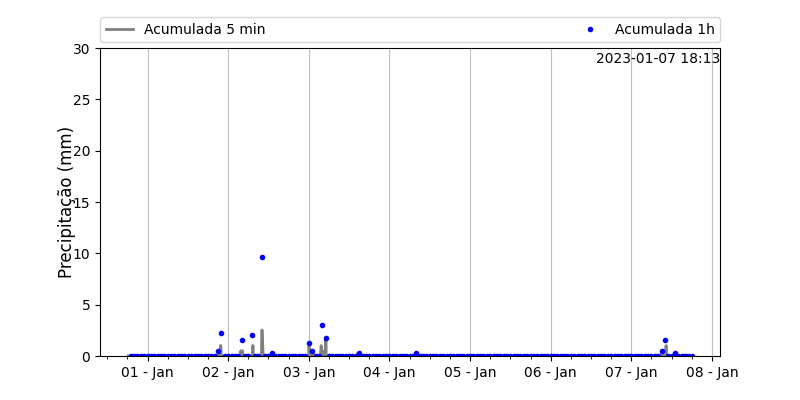 Acumulada 5 min Acumulada 1h
2023-01-07 18:13
Precipitação (mm)
30
25
20
15
10
5
0
01 - Jan 02 - Jan 03 - Jan 04 - Jan 05 - Jan 06 - Jan 07 - Jan 08 - Jan